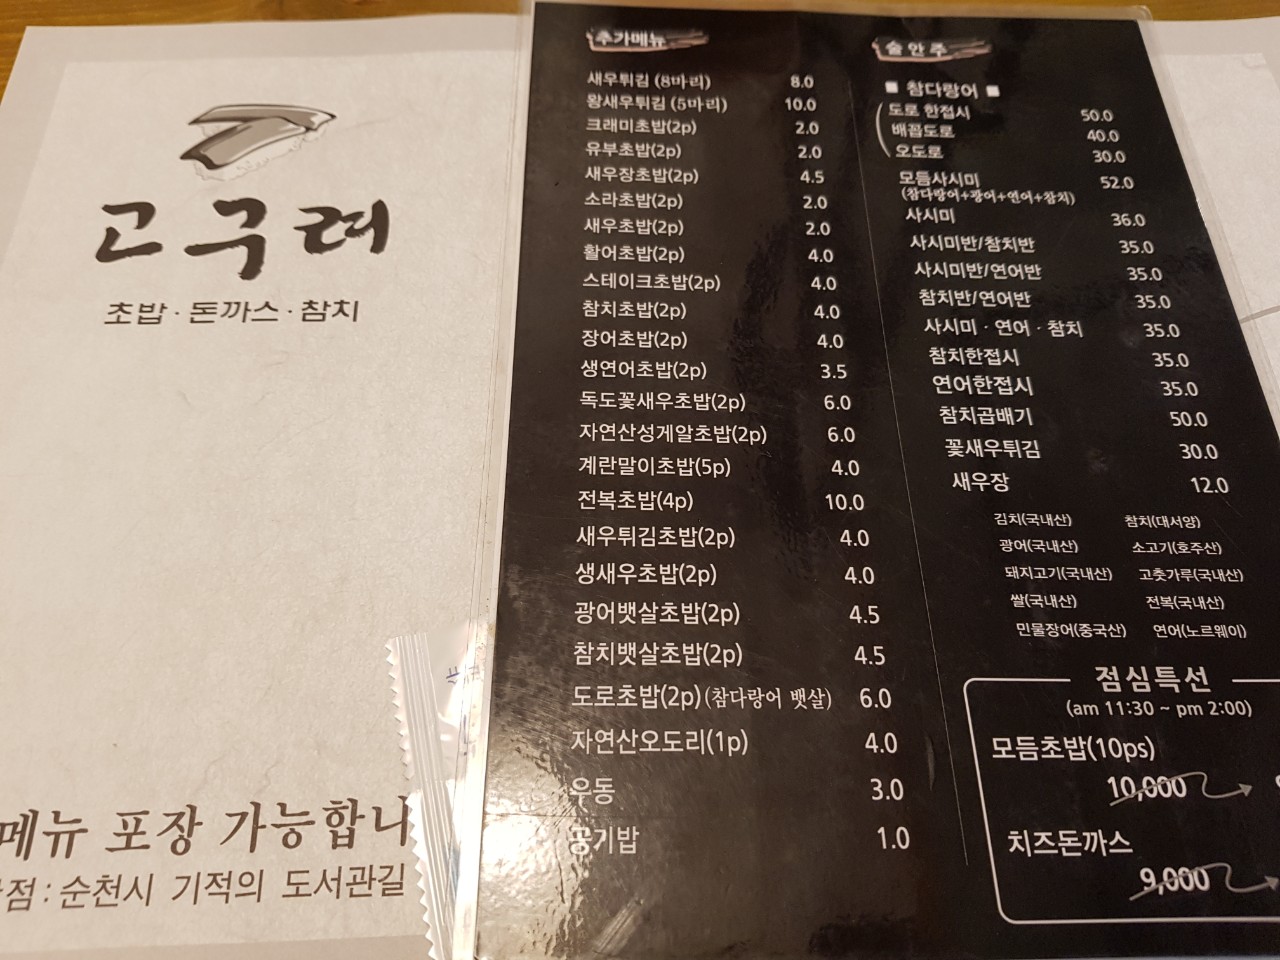 고구려
초밥·돈까스·참치
메뉴 포장 가능합니
점: 순천시 기적의 도서관길
추가메뉴
새우튀김 (8마리) 8.0
왕새우튀김 (5마리) 10.0
크래미초밥(2p) 2.0
유부초밥(2p) 2.0
새우장초밥(2p) 4.5
소라초밥(2p) 2.0
새우초밥(2p) 2.0
활어초밥(2p) 4.0
스테이크초밥(2p) 4.0
참치초밥(2p) 4.0
장어초밥(2p) 4.0
생연어초밥(2p) 3.5
독도꽃새우초밥(2p) 6.0
자연산성게알초밥(2p) 6.0
계란말이초밥(5p) 4.0
전복초밥(4p) 10.0
새우튀김초밥(2p) 4.0
생새우초밥(2p) 4.0
광어뱃살초밥(2p) 4.5
참치뱃살초밥(2p) 4.5
도로초밥(2p)(참다랑어 뱃살) 6.0
자연산오도리(1p) 4.0
우동 3.0
공기밥 1.0
술안주
■ 참다랑어 ■
도로 한접시 50.0
배꼽도로 40.0
오도로 30.0
모듬사시미 52.0
(참다랑어+광어+연어+참치)
사시미 36.0
사시미반/참치반 35.0
사시미반/연어반 35.0
참치반/연어반 35.0
사시미·연어·참치 35.0
참치한접시 35.0
연어한접시 35.0
참치곱배기 50.0
꽃새우튀김 30.0
새우장 12.0
김치(국내산) 참치(대서양)
광어(국내산) 소고기(호주산)
돼지고기(국내산) 고춧가루(국내산)
쌀(국내산) 전복(국내산)
민물장어(중국산) 연어(노르웨이)
점심특선
(am 11:30 ~ pm 2:00)
모듬초밥(10ps)
10,000
치즈돈까스
9,000